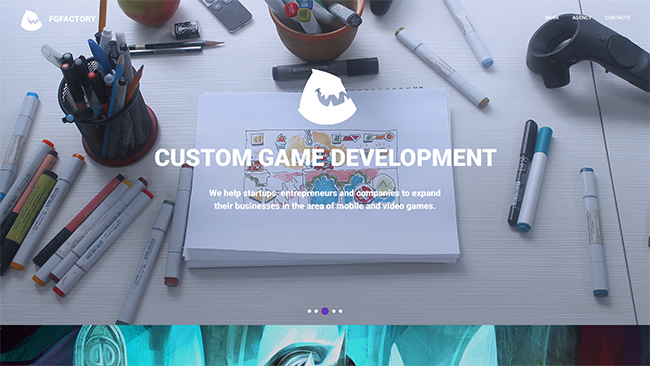 FGFACTORY
WORK AGENCY CONTACTS
CUSTOM GAME DEVELOPMENT
We help startups, entrepreneurs and companies to expand
their businesses in the area of mobile and video games.